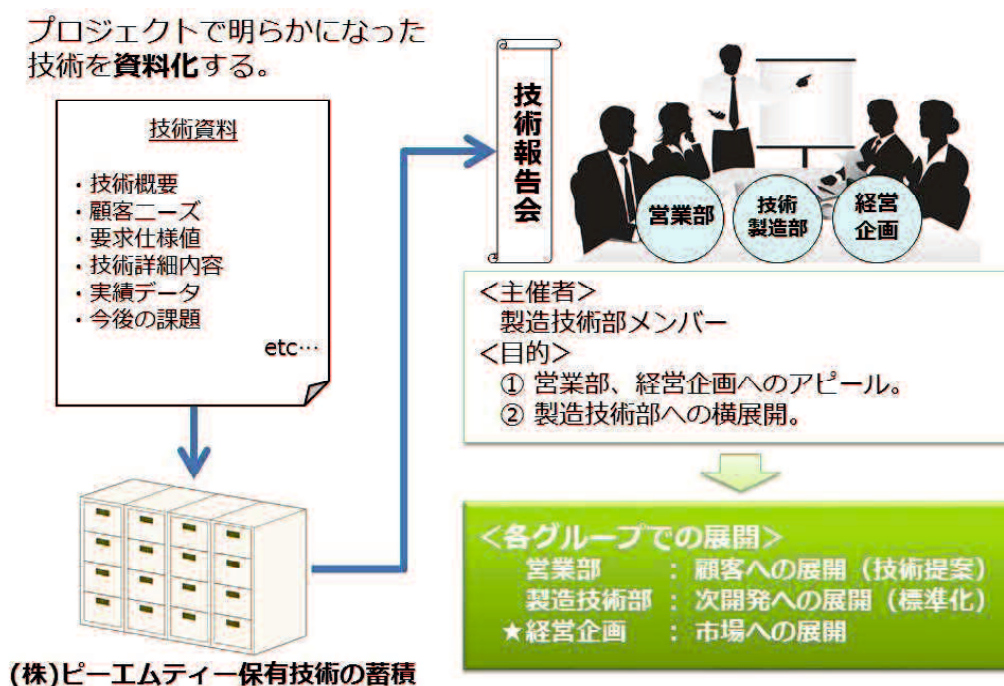 プロジェクトで明らかになった
技術を資料化する。
技術資料
・技術概要
・顧客ニーズ
・要求仕様値
・技術詳細内容
・実績データ
・今後の課題
etc…
(株)ピーエムティー保有技術の蓄積
技術報告会
営業部
技術
製造部
経営
企画
＜主催者＞
製造技術部メンバー
＜目的＞
① 営業部、経営企画へのアピール。
② 製造技術部への横展開。
＜各グループでの展開＞
営業部 : 顧客への展開（技術提案）
製造技術部 : 次開発への展開（標準化）
★経営企画 : 市場への展開